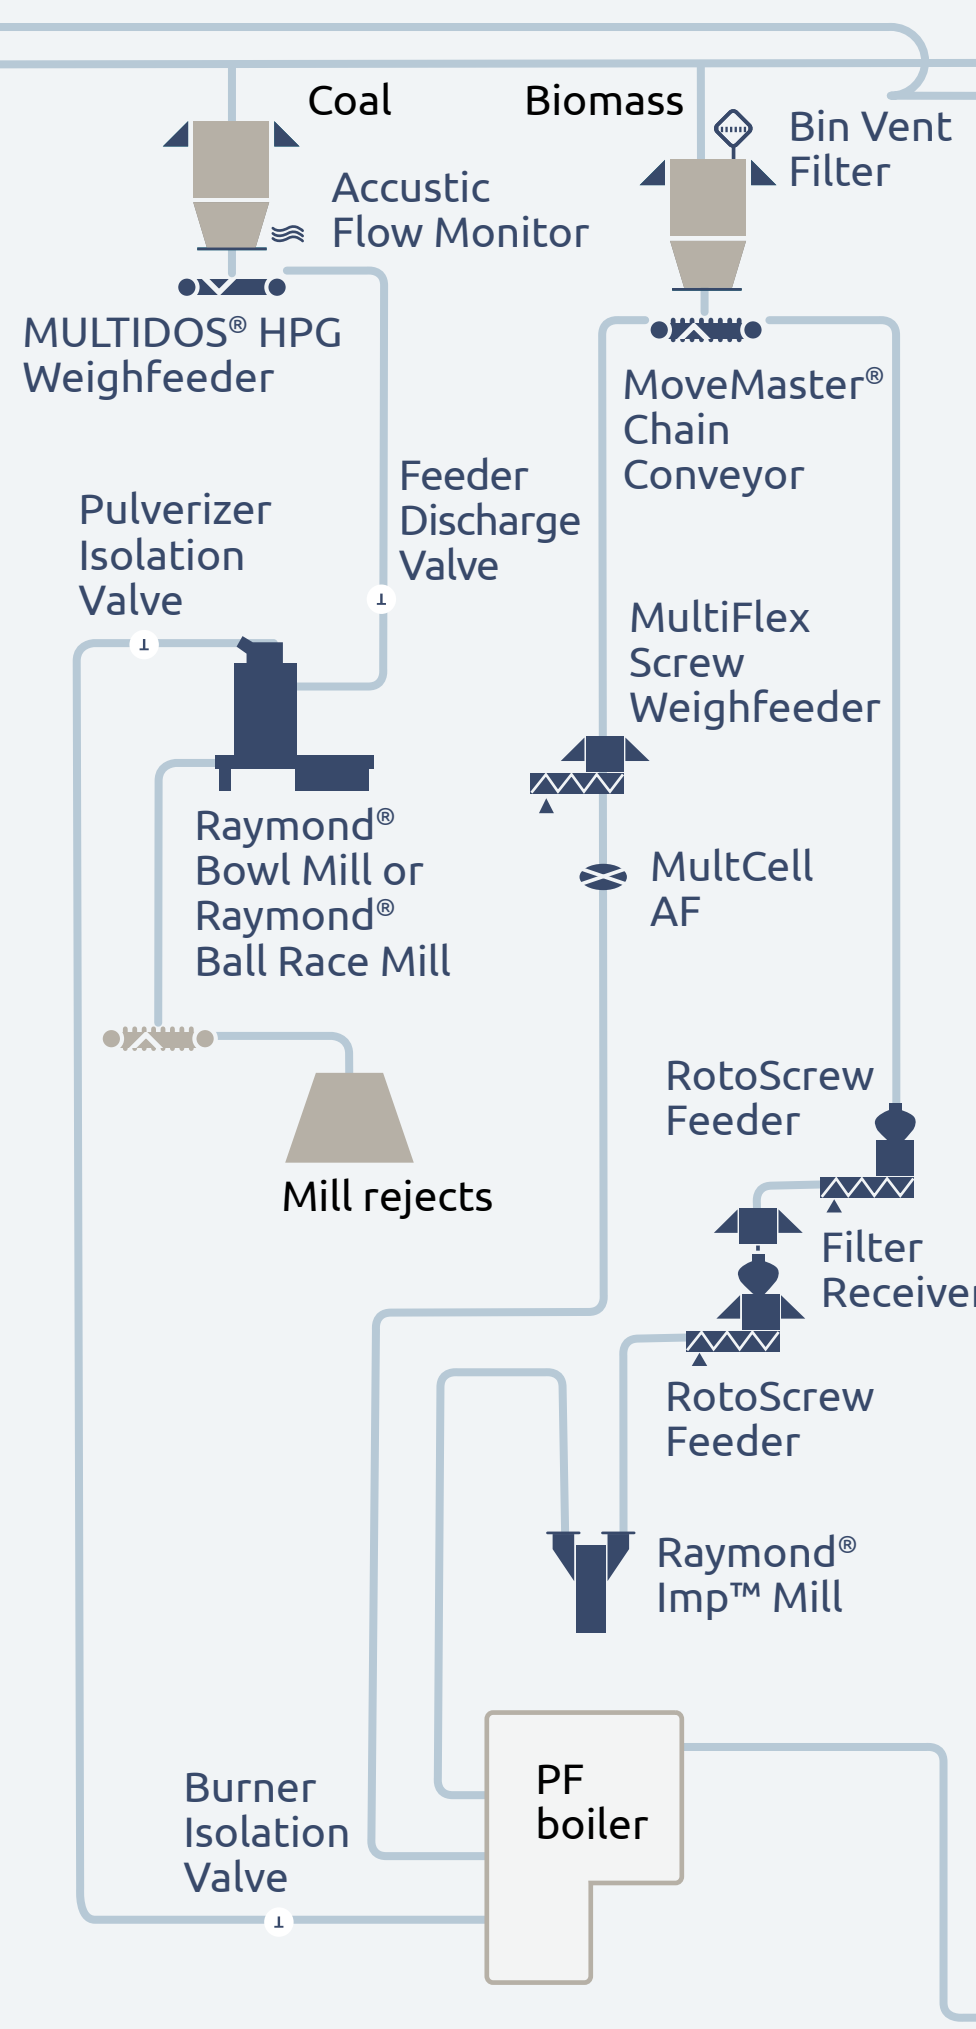 Coal
Biomass
Bin Vent
Filter
Accustic
Flow Monitor
MULTIDOS® HPG
Weighfeeder
MoveMaster®
Chain
Conveyor
Feeder
Discharge
Valve
Pulverizer
Isolation
Valve
MultiFlex
Screw
Weighfeeder
Raymond®
Bowl Mill or
Raymond®
Ball Race Mill
MultCell
AF
RotoScrew
Feeder
Mill rejects
Filter
Receiver
RotoScrew
Feeder
Raymond®
Imp™ Mill
PF
boiler
Burner
Isolation
Valve